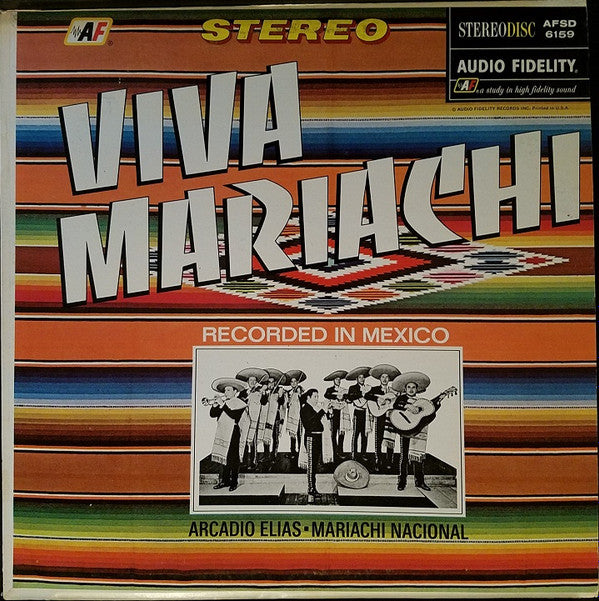 AF®
STEREO
STEREODISC
AFSD
6159
AUDIO FIDELITY®
AF® a study in high fidelity sound
© AUDIO FIDELITY RECORDS INC. Printed in U.S.A.
VIVA
MARIACHI
RECORDED IN MEXICO
ARCADIO ELIAS • MARIACHI NACIONAL